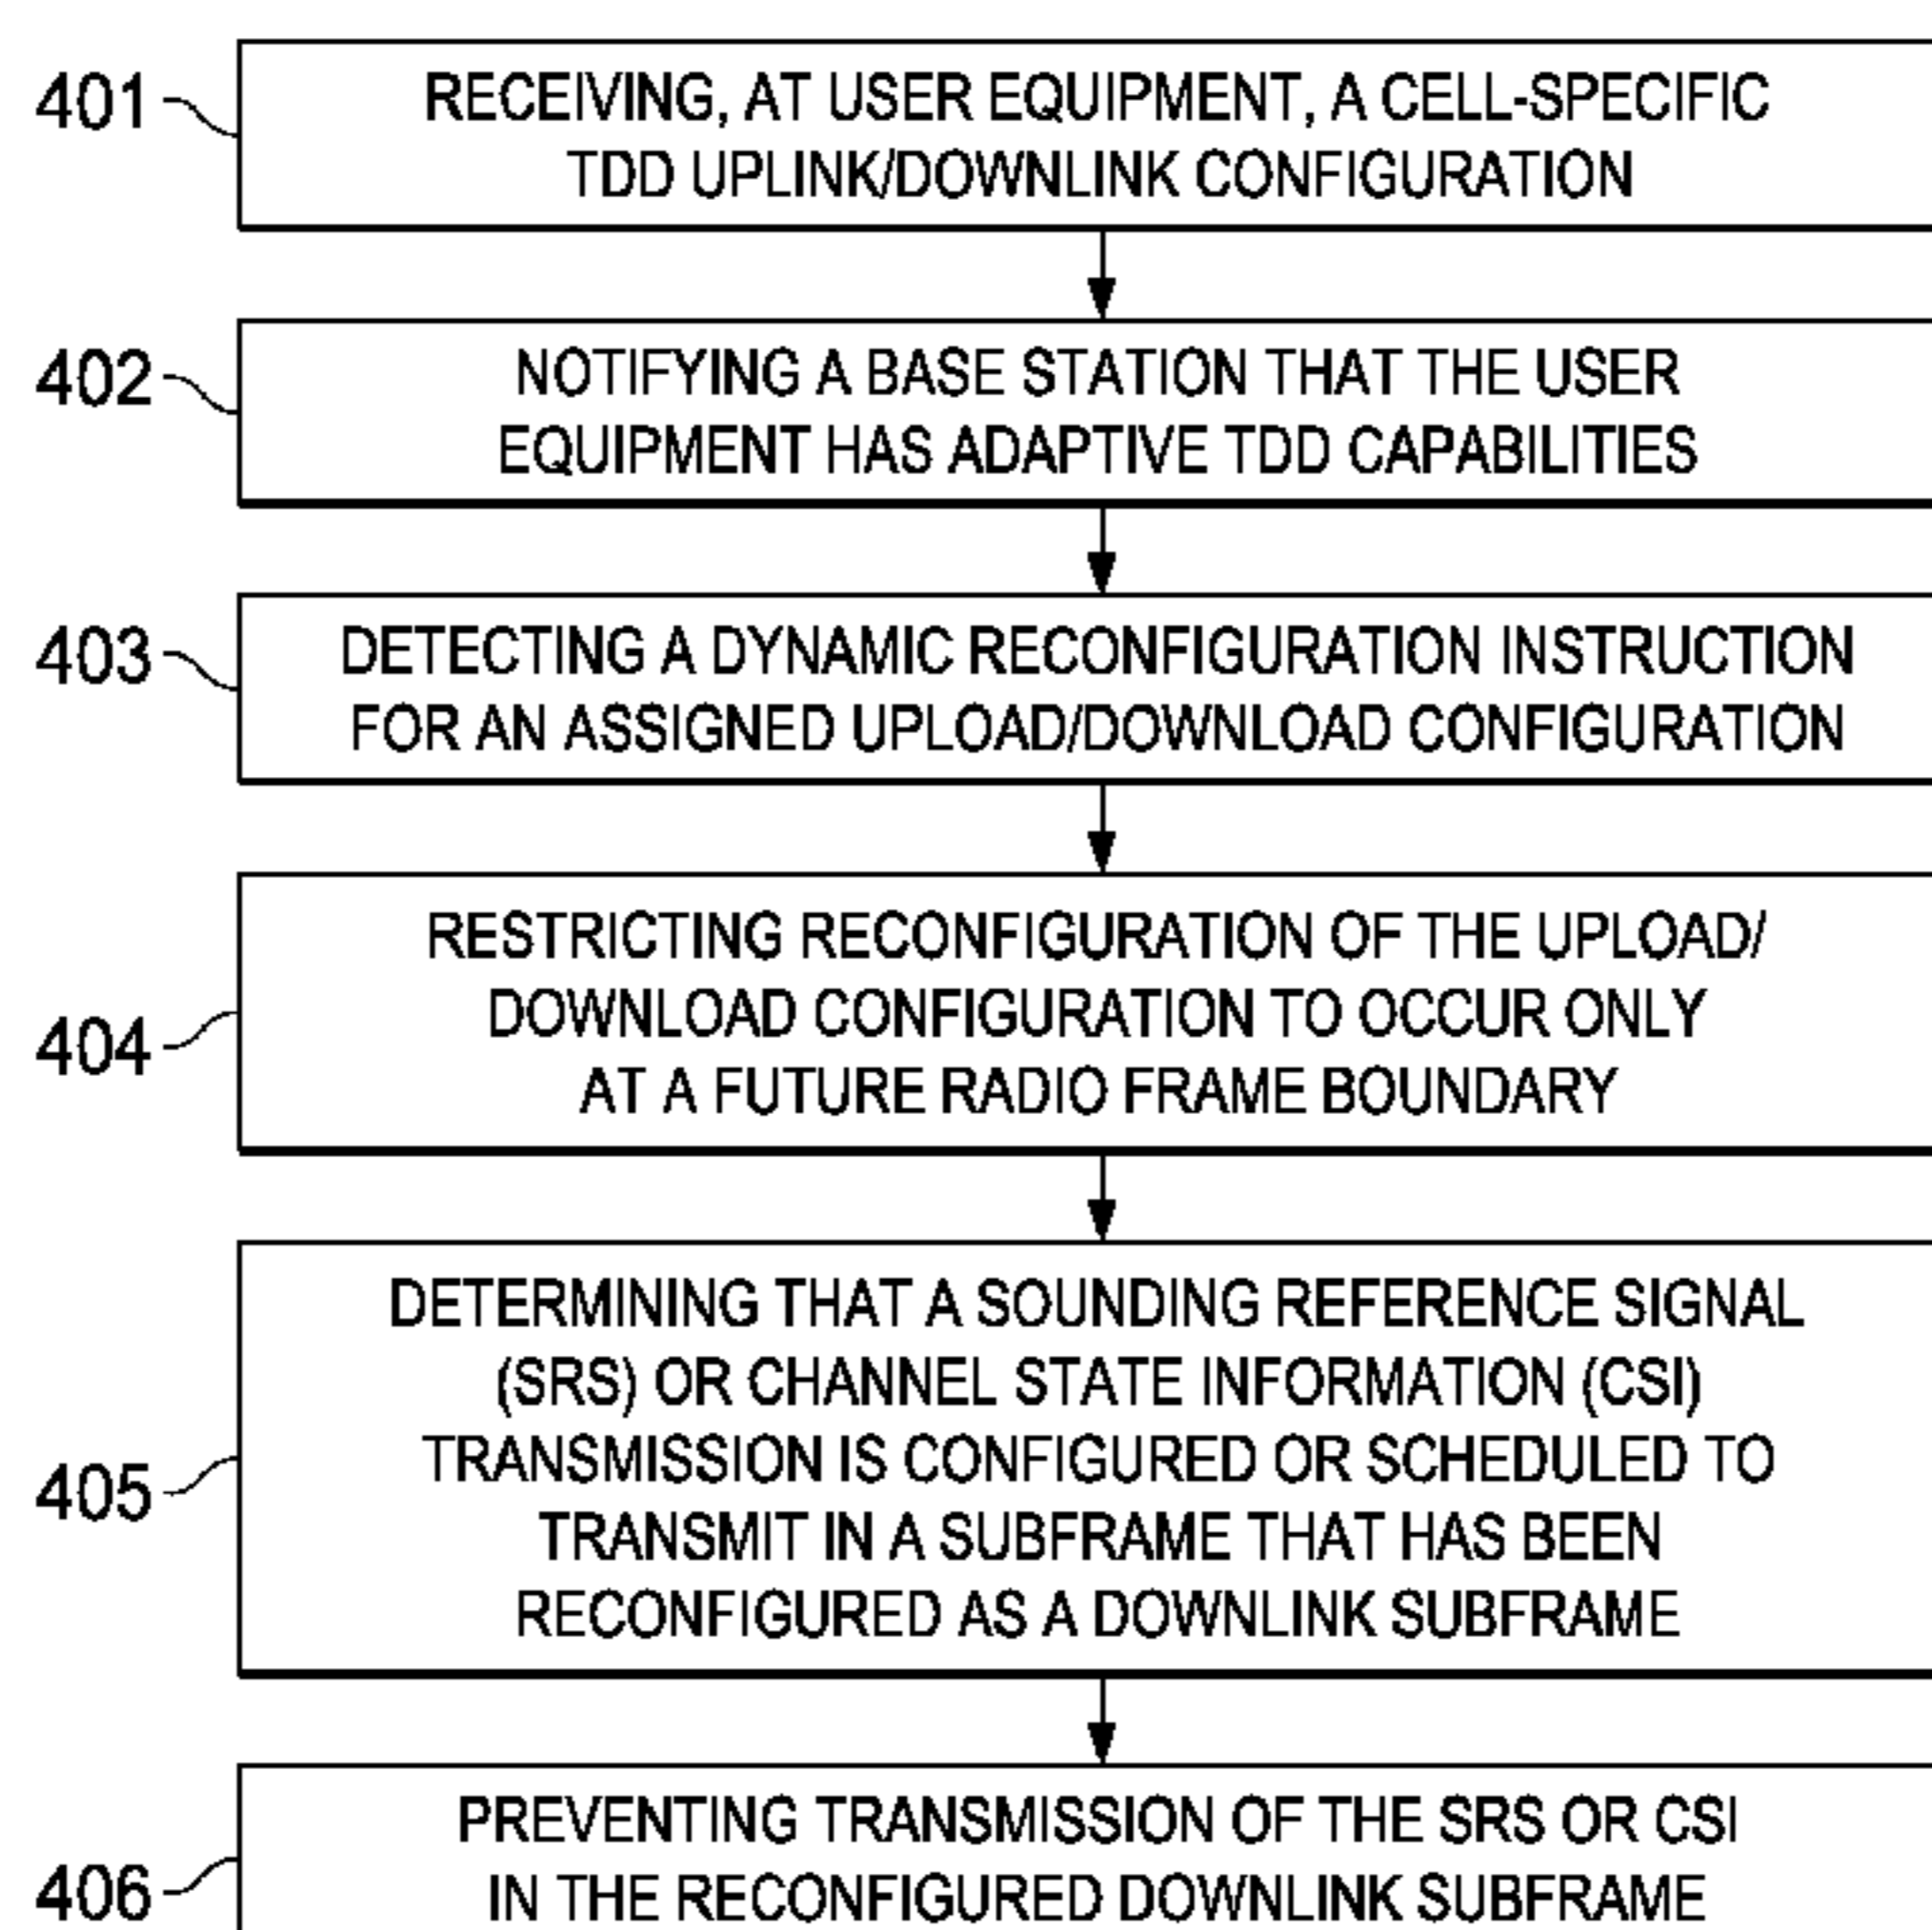 401
RECEIVING, AT USER EQUIPMENT, A CELL-SPECIFIC
TDD UPLINK/DOWNLINK CONFIGURATION
402
NOTIFYING A BASE STATION THAT THE USER
EQUIPMENT HAS ADAPTIVE TDD CAPABILITIES
403
DETECTING A DYNAMIC RECONFIGURATION INSTRUCTION
FOR AN ASSIGNED UPLOAD/DOWNLOAD CONFIGURATION
404
RESTRICTING RECONFIGURATION OF THE UPLOAD/
DOWNLOAD CONFIGURATION TO OCCUR ONLY
AT A FUTURE RADIO FRAME BOUNDARY
405
DETERMINING THAT A SOUNDING REFERENCE SIGNAL
(SRS) OR CHANNEL STATE INFORMATION (CSI)
TRANSMISSION IS CONFIGURED OR SCHEDULED TO
TRANSMIT IN A SUBFRAME THAT HAS BEEN
RECONFIGURED AS A DOWNLINK SUBFRAME
406
PREVENTING TRANSMISSION OF THE SRS OR CSI
IN THE RECONFIGURED DOWNLINK SUBFRAME